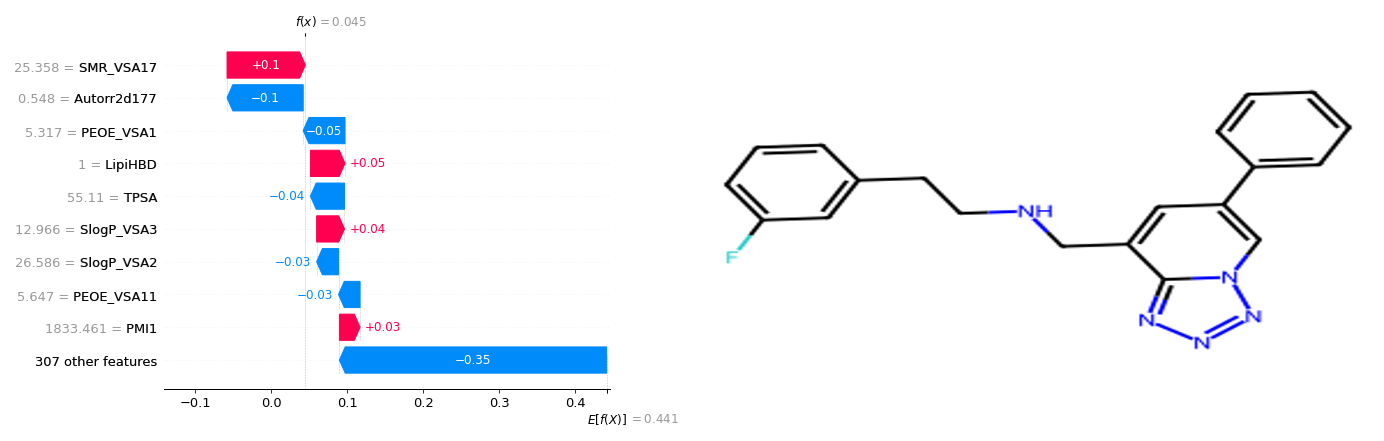 f(x) = 0.045
25.358 = SMR_VSA17
+0.1
0.548 = Autorr2d177
−0.1
5.317 = PEOE_VSA1
−0.05
1 = LipiHBD
+0.05
55.11 = TPSA
−0.04
12.966 = SlogP_VSA3
+0.04
26.586 = SlogP_VSA2
−0.03
5.647 = PEOE_VSA11
−0.03
1833.461 = PMI1
+0.03
307 other features
−0.35
−0.1 0.0 0.1 0.2 0.3 0.4
E[f(X)] = 0.441
NH
F
N
N
N
N